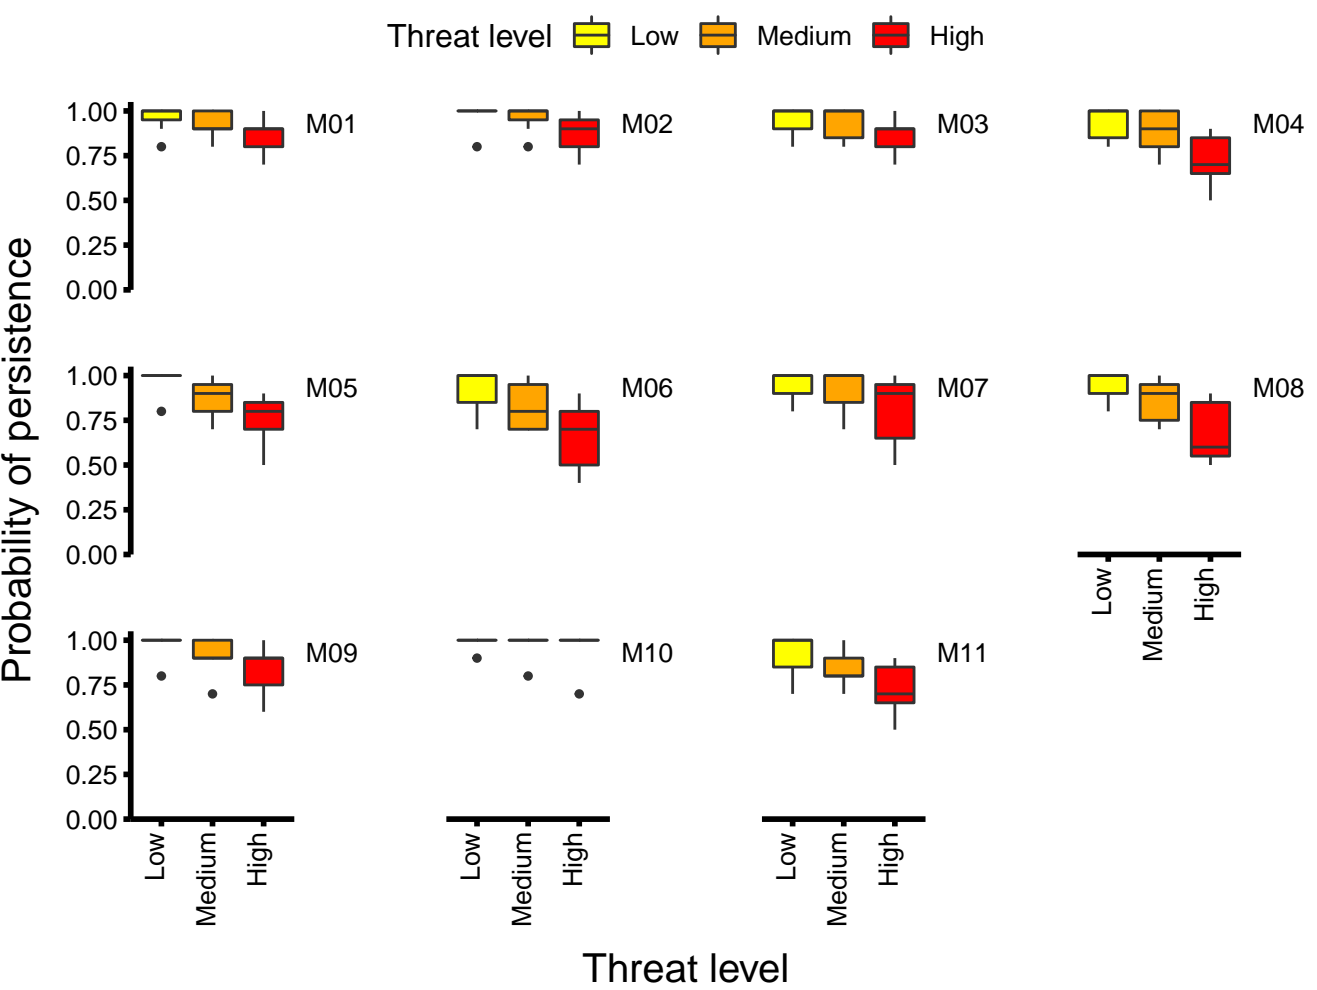 Threat level Low Medium High
Probability of persistence
1.00 M01 M02 M03 M04
0.75
0.50
0.25
0.00
1.00 M05 M06 M07 M08
0.75
0.50
0.25
0.00
Low Medium High
1.00 M09 M10 M11
0.75
0.50
0.25
0.00
Low Medium High Low Medium High Low Medium High
Threat level